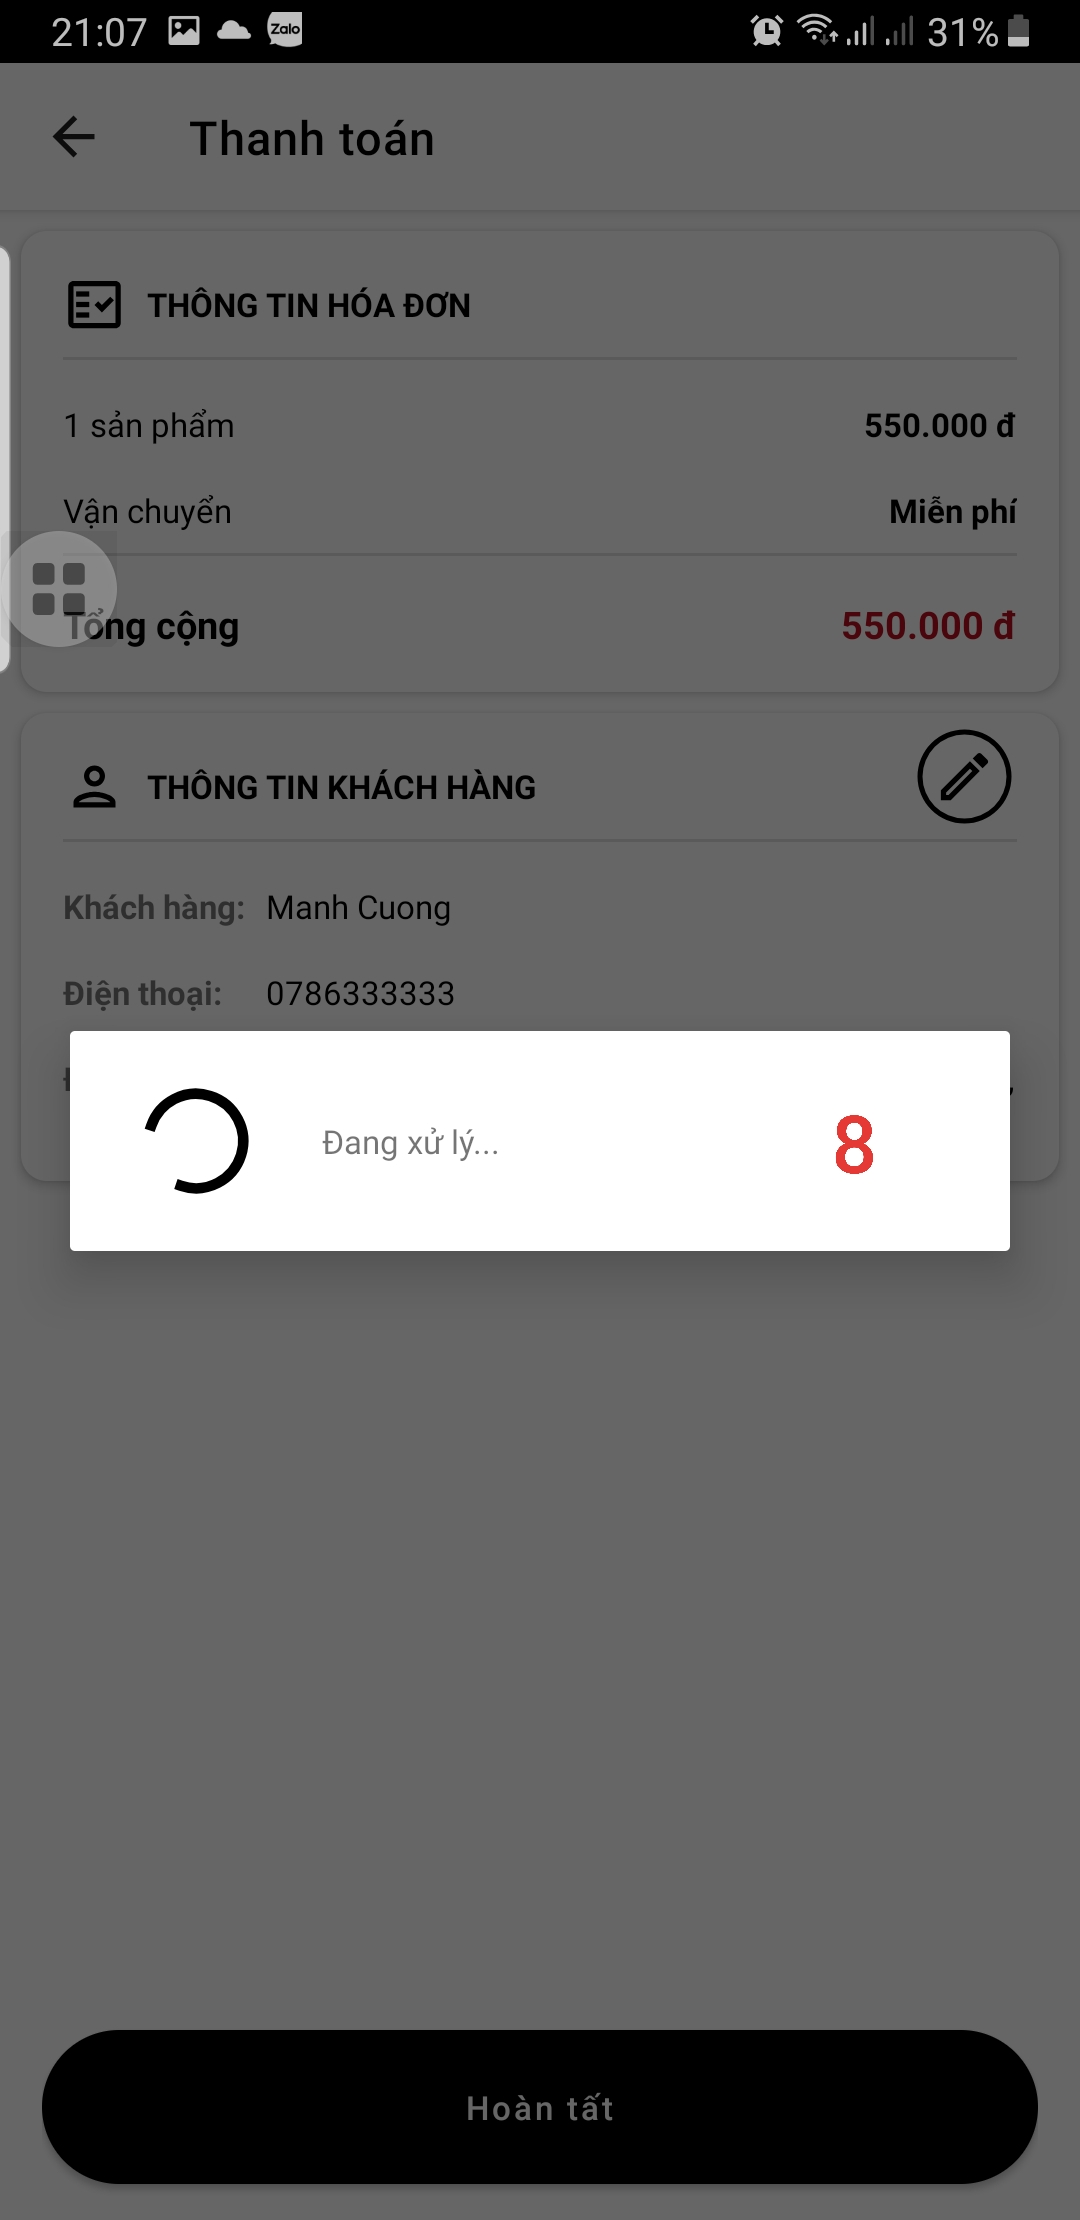 21:07 Zalo 31%
Thanh toán
THÔNG TIN HÓA ĐƠN
1 sản phẩm 550.000 đ
Vận chuyển Miễn phí
Tổng cộng 550.000 đ
THÔNG TIN KHÁCH HÀNG
Khách hàng: Manh Cuong
Điện thoại: 0786333333
Đang xử lý... 8
Hoàn tất